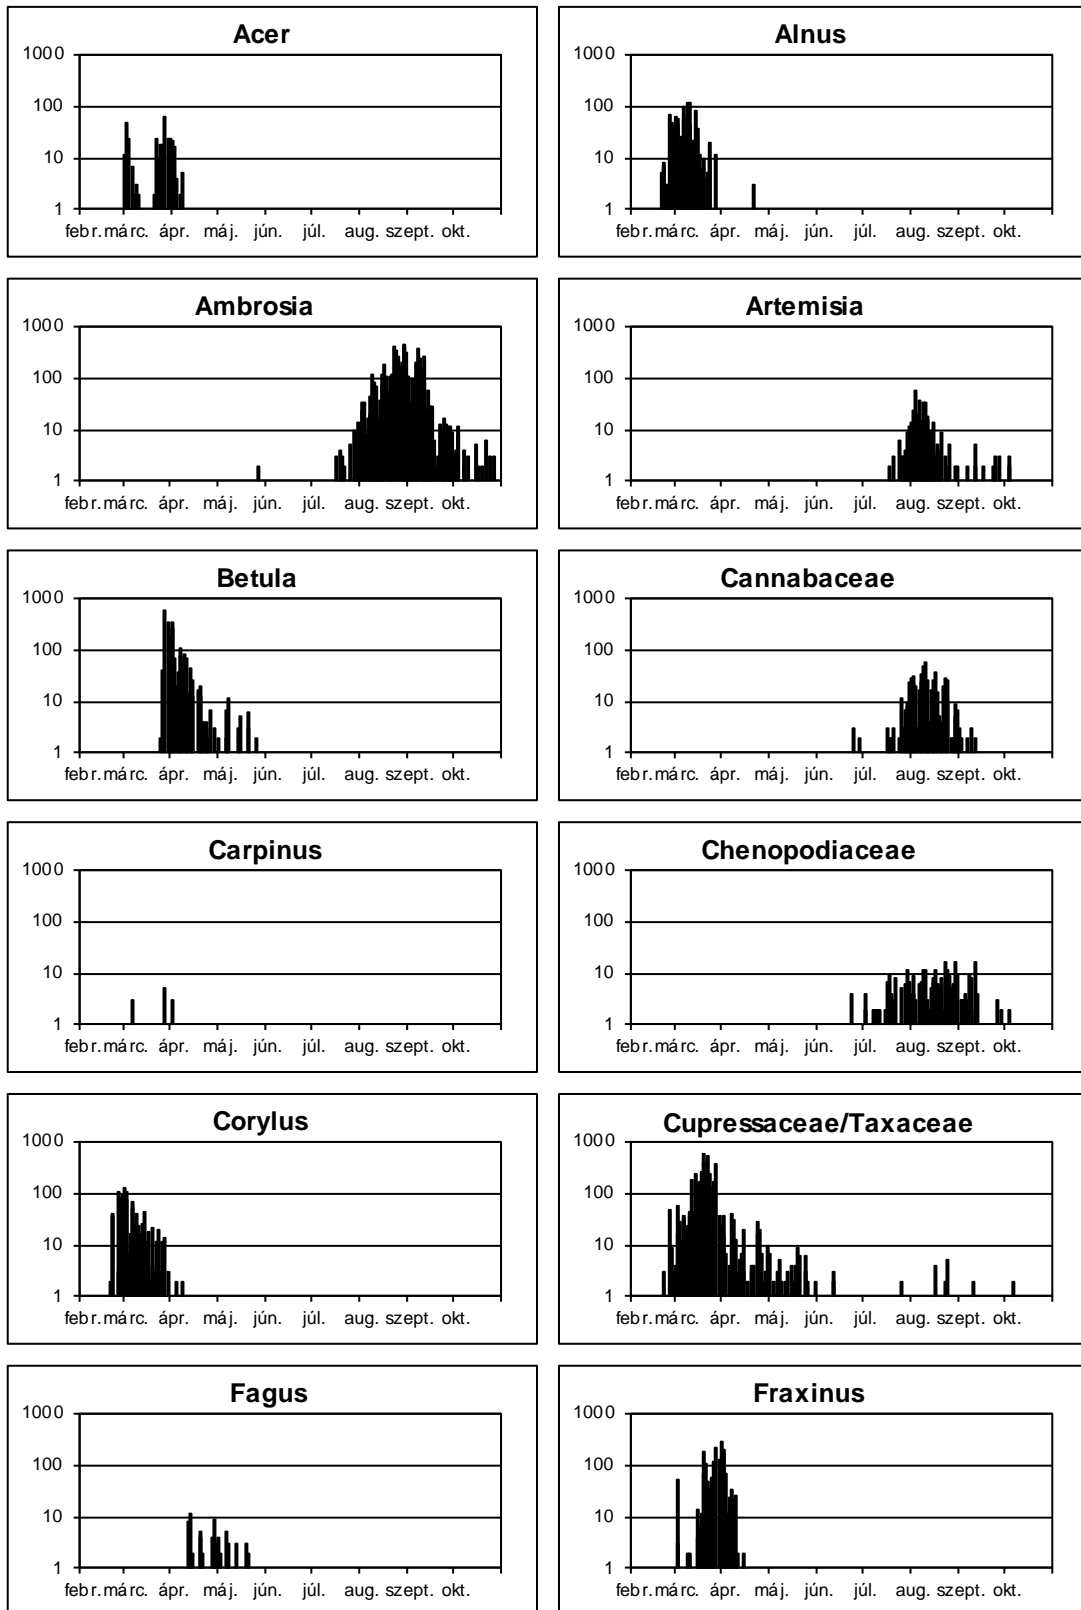 Acer
1000
100
10
1
febr. márc. ápr. máj. jún. júl. aug. szept. okt.
Alnus
1000
100
10
1
febr. márc. ápr. máj. jún. júl. aug. szept. okt.
Ambrosia
1000
100
10
1
febr. márc. ápr. máj. jún. júl. aug. szept. okt.
Artemisia
1000
100
10
1
febr. márc. ápr. máj. jún. júl. aug. szept. okt.
Betula
1000
100
10
1
febr. márc. ápr. máj. jún. júl. aug. szept. okt.
Cannabaceae
1000
100
10
1
febr. márc. ápr. máj. jún. júl. aug. szept. okt.
Carpinus
1000
100
10
1
febr. márc. ápr. máj. jún. júl. aug. szept. okt.
Chenopodiaceae
1000
100
10
1
febr. márc. ápr. máj. jún. júl. aug. szept. okt.
Corylus
1000
100
10
1
febr. márc. ápr. máj. jún. júl. aug. szept. okt.
Cupressaceae/Taxaceae
1000
100
10
1
febr. márc. ápr. máj. jún. júl. aug. szept. okt.
Fagus
1000
100
10
1
febr. márc. ápr. máj. jún. júl. aug. szept. okt.
Fraxinus
1000
100
10
1
febr. márc. ápr. máj. jún. júl. aug. szept. okt.